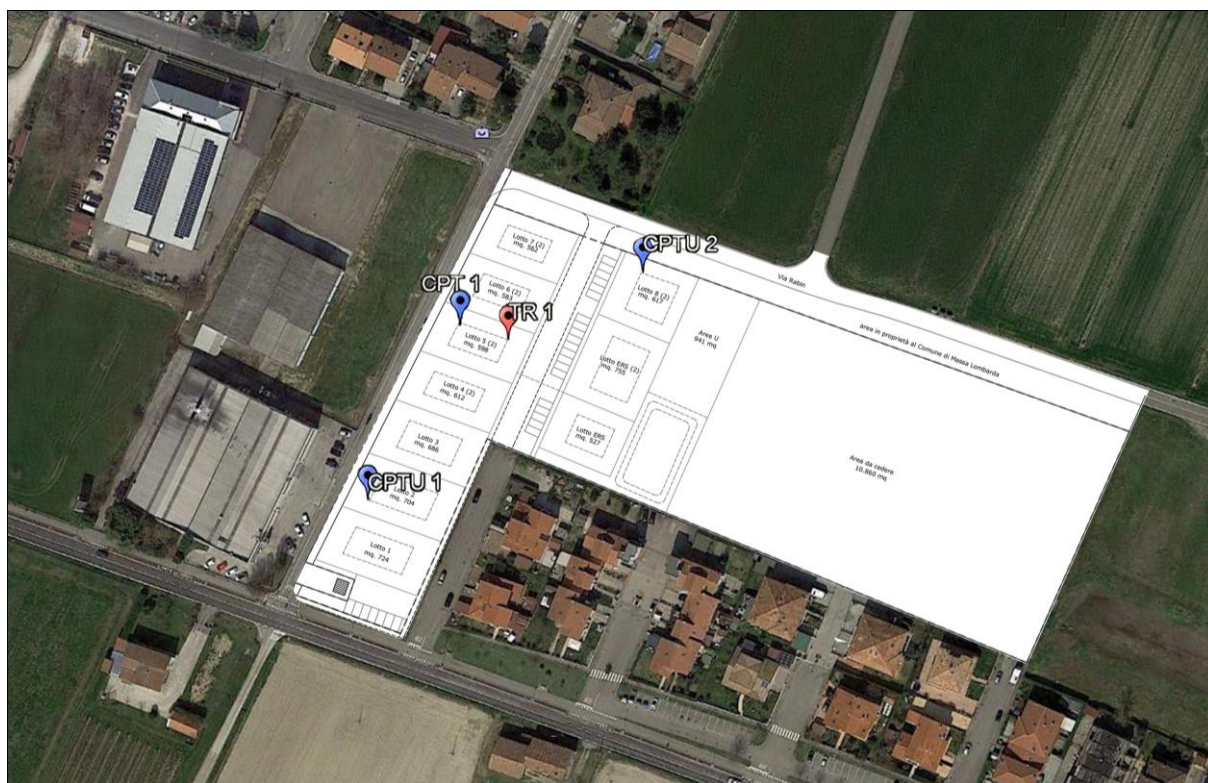 Lotto 7 (2)
mq. 562
CPTU 2
Via Rabin
CPT 1
Lotto 6 (2)
mq. 583
Lotto 8 (2)
mq. 617
TR 1
Lotto 5 (2)
mq. 598
Area U
941 mq
area in proprietà al Comune di Massa Lombarda
Lotto 4 (2)
mq. 612
Lotto ERS (2)
mq. 755
Lotto 3
mq. 686
Lotto ERS
mq. 527
CPTU 1
Lotto 2
mq. 704
Area da cedere
10.860 mq
Lotto 1
mq. 724